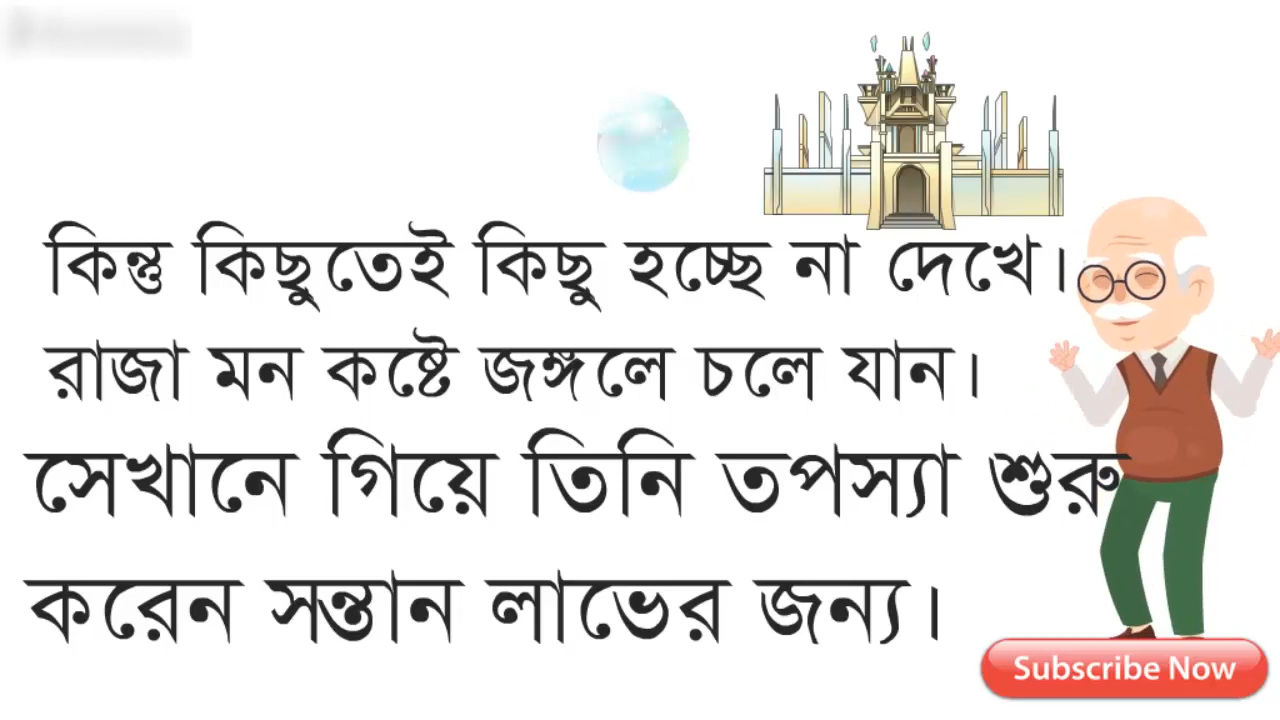 কিন্তু কিছুতেই কিছু হচ্ছে না দেখে।
রাজা মন কষ্টে জঙ্গলে চলে যান।
সেখানে গিয়ে তিনি তপস্যা শুরু
করেন সন্তান লাভের জন্য।
Subscribe Now